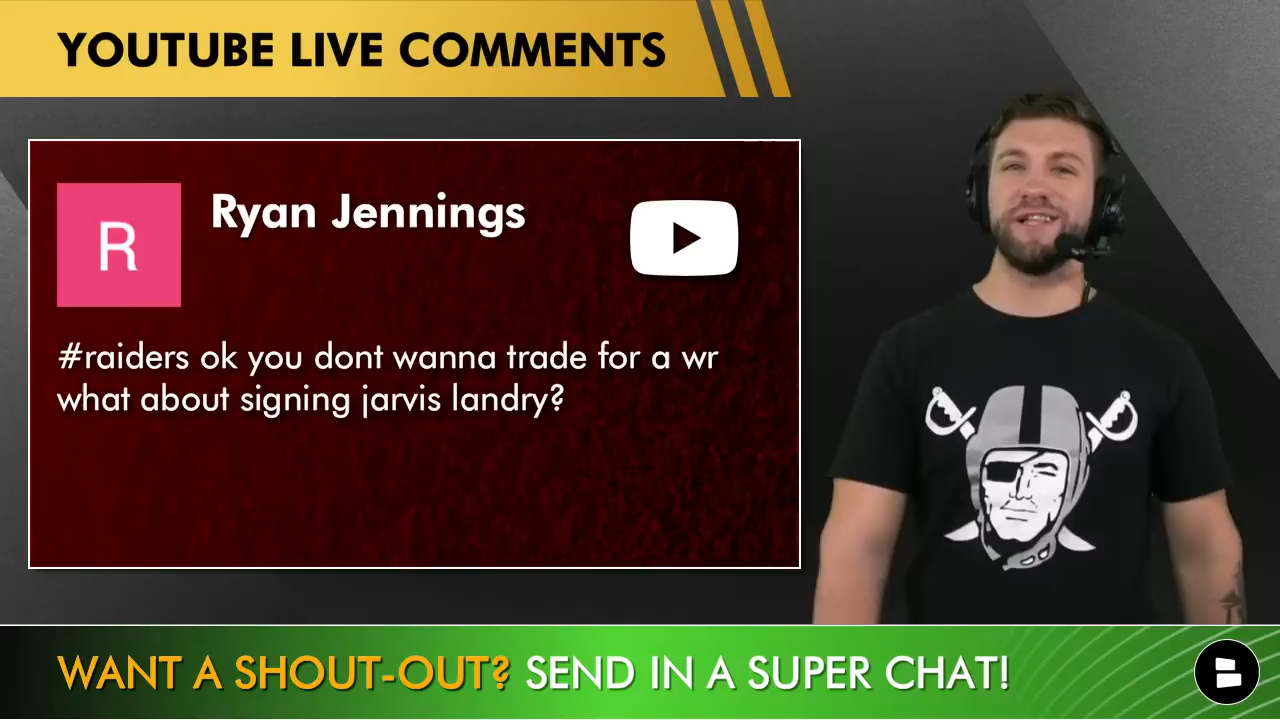 YOUTUBE LIVE COMMENTS
R
Ryan Jennings
#raiders ok you dont wanna trade for a wr
what about signing jarvis landry?
WANT A SHOUT-OUT? SEND IN A SUPER CHAT!